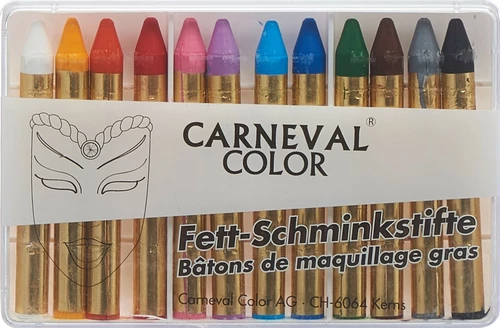 CARNEVAL®
COLOR
Fett-Schminkstifte
Bâtons de maquillage gras
Carneval Color AG · CH-6064 Kerns